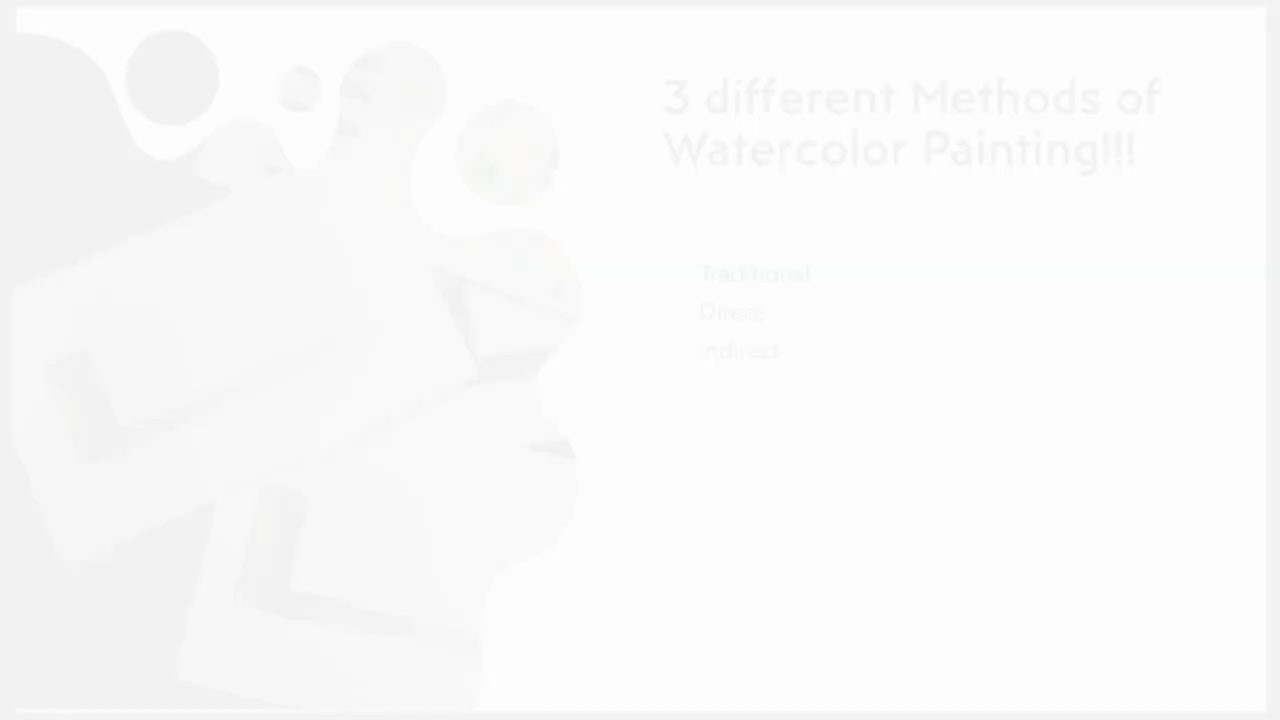 3 different Methods of
Watercolor Painting!!!
Traditional
Direct
Indirect